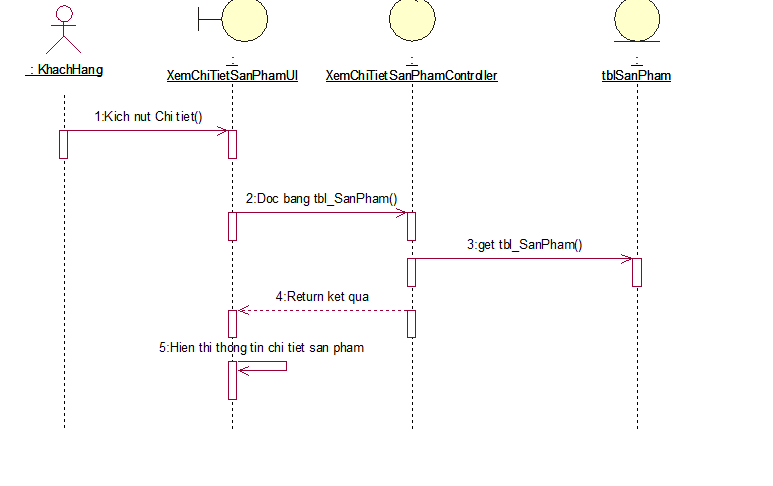 : KhachHang
:
XemChiTietSanPhamUI
:
XemChiTietSanPhamController
:
tblSanPham
1:Kich nut Chi tiet()
2:Doc bang tbl_SanPham()
3:get tbl_SanPham()
4:Return ket qua
5:Hien thi thong tin chi tiet san pham